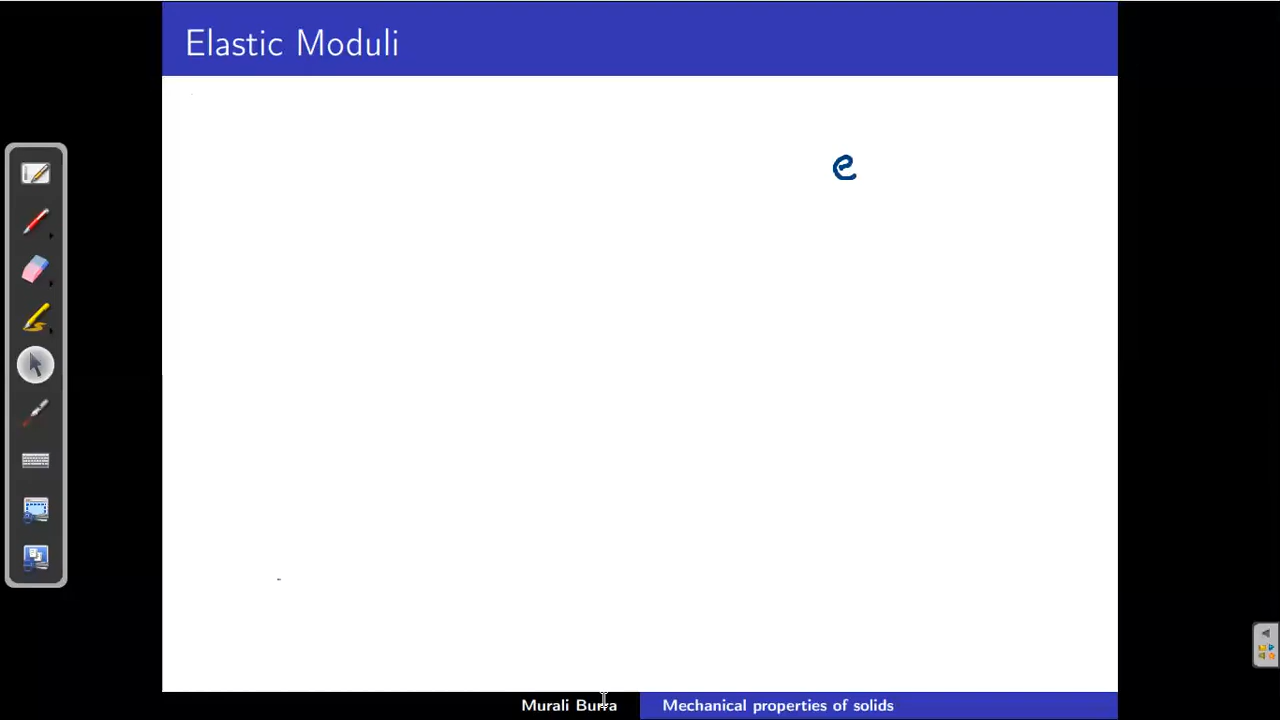 Elastic Moduli
e
Murali Burra
Mechanical properties of solids